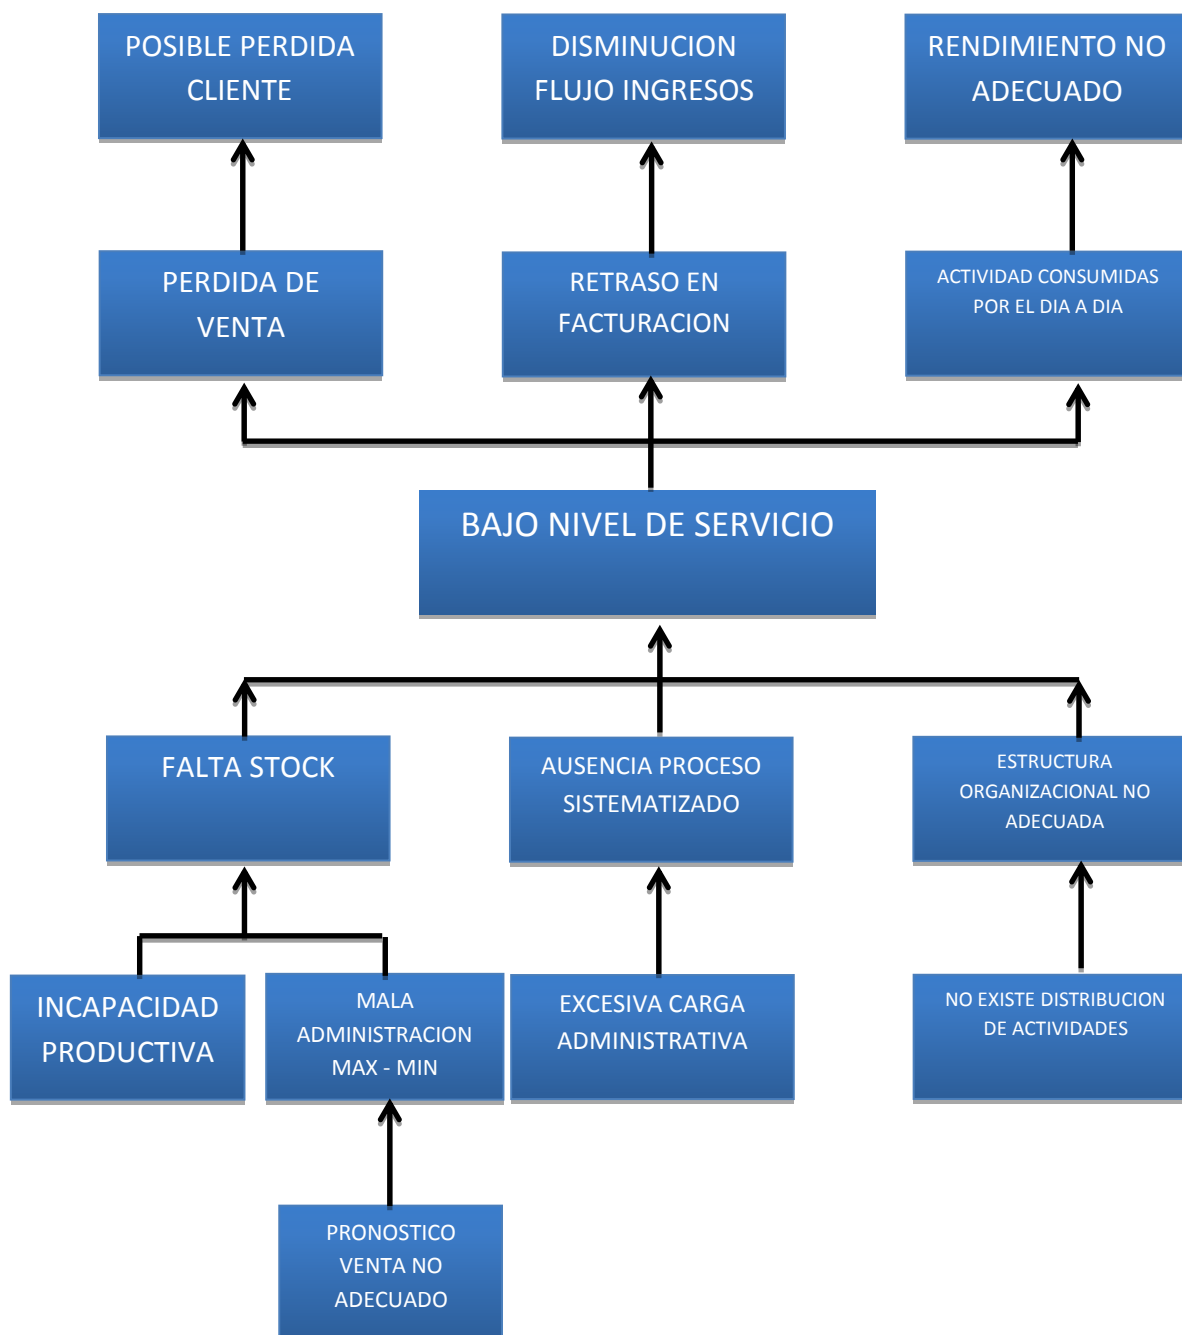 POSIBLE PERDIDA
CLIENTE
DISMINUCION
FLUJO INGRESOS
RENDIMIENTO NO
ADECUADO
PERDIDA DE
VENTA
RETRASO EN
FACTURACION
ACTIVIDAD CONSUMIDAS
POR EL DIA A DIA
BAJO NIVEL DE SERVICIO
FALTA STOCK
AUSENCIA PROCESO
SISTEMATIZADO
ESTRUCTURA
ORGANIZACIONAL NO
ADECUADA
INCAPACIDAD
PRODUCTIVA
MALA
ADMINISTRACION
MAX - MIN
EXCESIVA CARGA
ADMINISTRATIVA
NO EXISTE DISTRIBUCION
DE ACTIVIDADES
PRONOSTICO
VENTA NO
ADECUADO